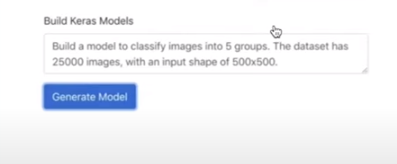 Build Keras Models
Build a model to classify images into 5 groups. The dataset has
25000 images, with an input shape of 500x500.
Generate Model